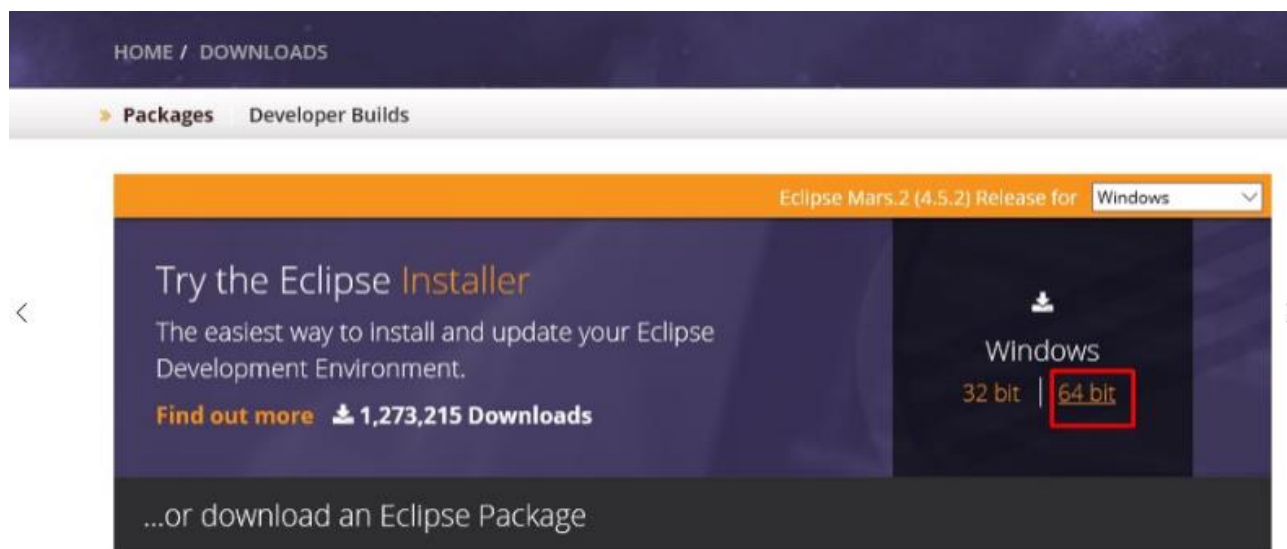 HOME / DOWNLOADS
Packages Developer Builds
Eclipse Mars.2 (4.5.2) Release for Windows
Try the Eclipse Installer
The easiest way to install and update your Eclipse
Development Environment.
Find out more 1,273,215 Downloads
Windows
32 bit | 64 bit
...or download an Eclipse Package